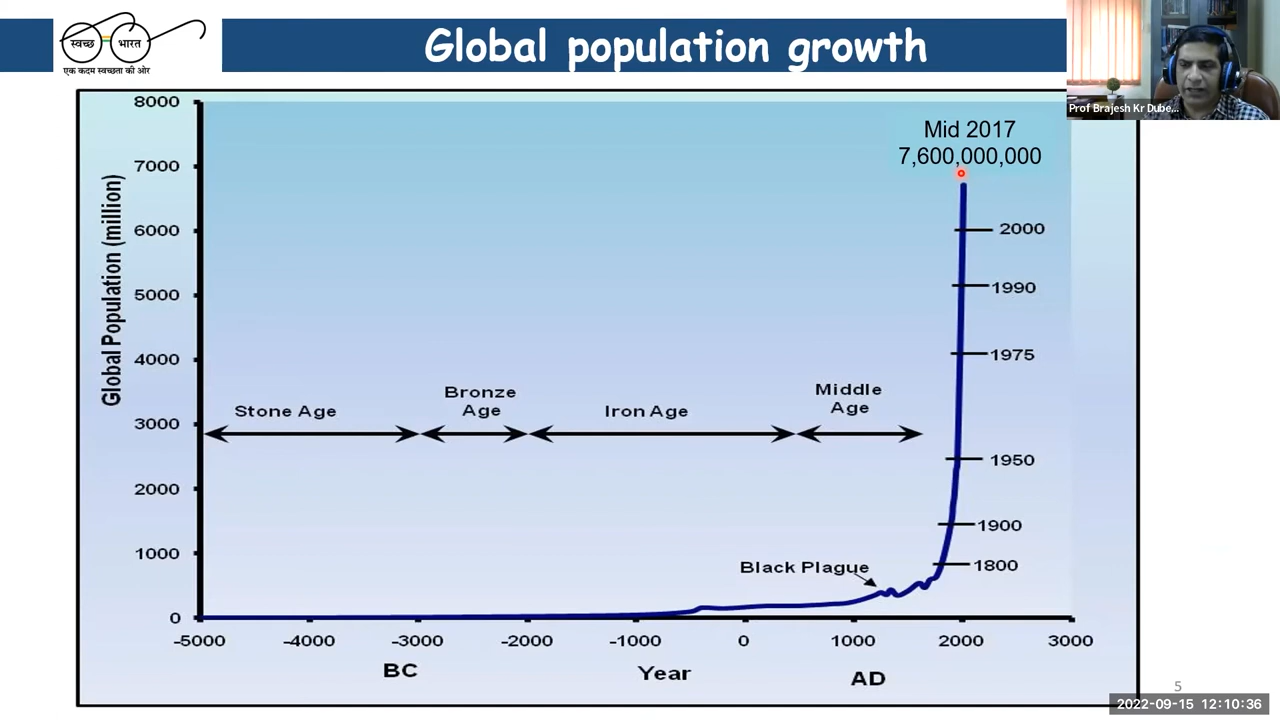 स्वच्छ भारत
एक कदम स्वच्छता की ओर
Global population growth
Prof Brajesh Kr Dube...
Mid 2017
7,600,000,000
Global Population (million)
8000
7000
6000
5000
4000
3000
2000
1000
0
2000
1990
1975
1950
1900
1800
Stone Age
Bronze
Age
Iron Age
Middle
Age
Black Plague
-5000 -4000 -3000 -2000 -1000 0 1000 2000 3000
BC Year AD
5
2022-09-15 12:10:36